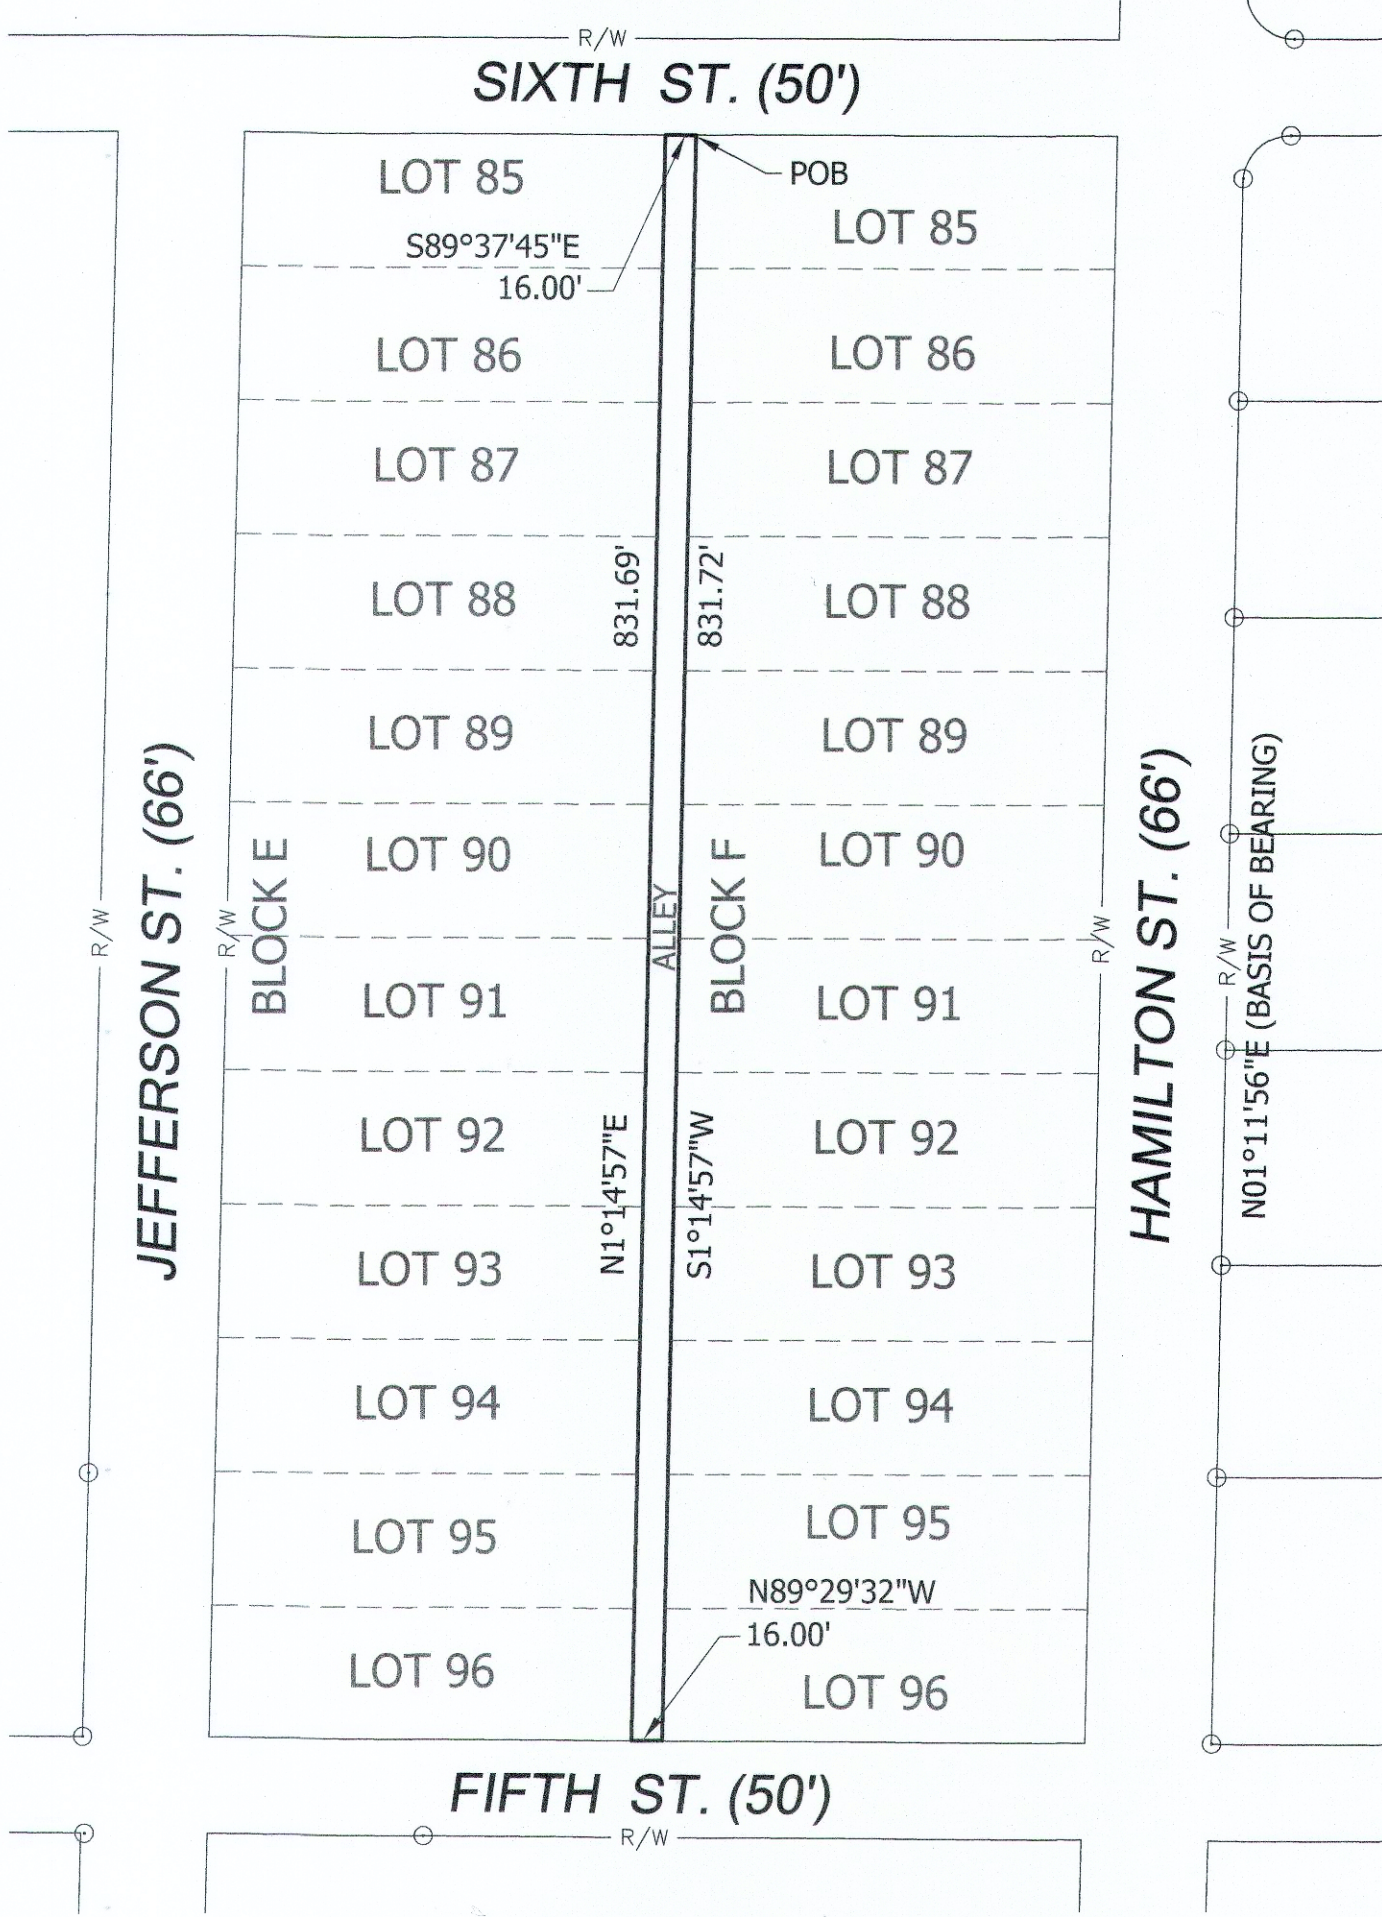 R/W
SIXTH ST. (50')
POB
LOT 85
LOT 85
S89°37'45"E
16.00'
LOT 86
LOT 86
LOT 87
LOT 87
LOT 88
831.69'
831.72'
LOT 88
LOT 89
LOT 89
JEFFERSON ST. (66')
R/W
R/W
BLOCK E
LOT 90
ALLEY
BLOCK F
LOT 90
R/W
HAMILTON ST. (66')
R/W
N01°11'56"E (BASIS OF BEARING)
LOT 91
LOT 91
LOT 92
LOT 92
N1°14'57"E
S1°14'57"W
LOT 93
LOT 93
LOT 94
LOT 94
LOT 95
LOT 95
N89°29'32"W
16.00'
LOT 96
LOT 96
FIFTH ST. (50')
R/W